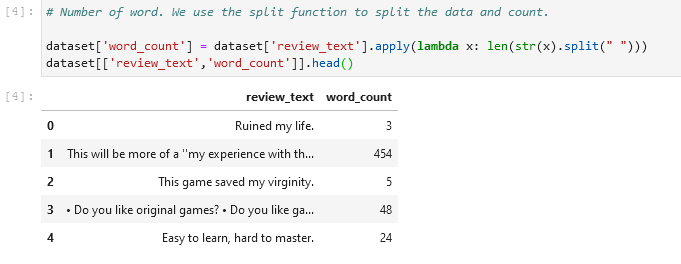 [4]: # Number of word. We use the split function to split the data and count.
dataset['word_count'] = dataset['review_text'].apply(lambda x: len(str(x).split(" ")))
dataset[['review_text','word_count']].head()
[4]:
review_text word_count
0 Ruined my life. 3
1 This will be more of a ''my experience with th... 454
2 This game saved my virginity. 5
3 • Do you like original games? • Do you like ga... 48
4 Easy to learn, hard to master. 24